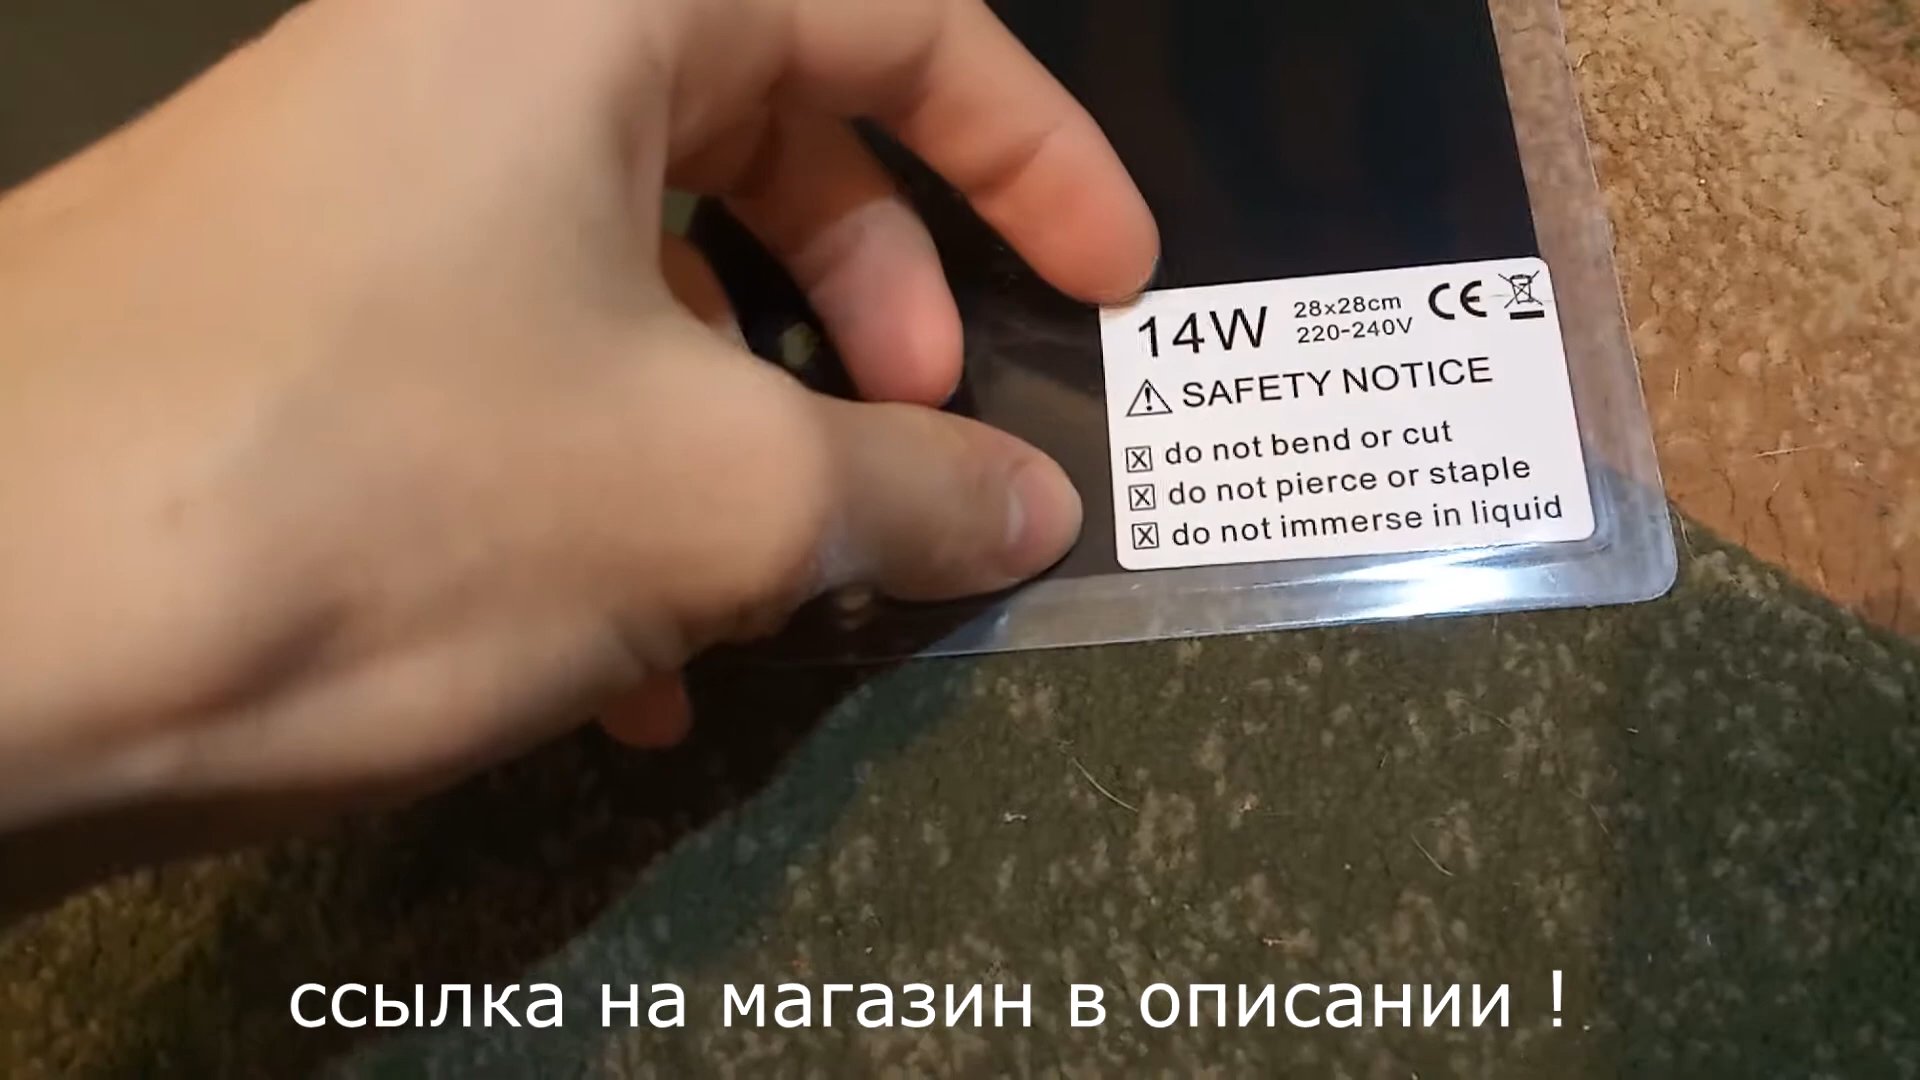 14W
28x28cm
220-240V
CE
SAFETY NOTICE
do not bend or cut
do not pierce or staple
do not immerse in liquid
ссылка на магазин в описании !